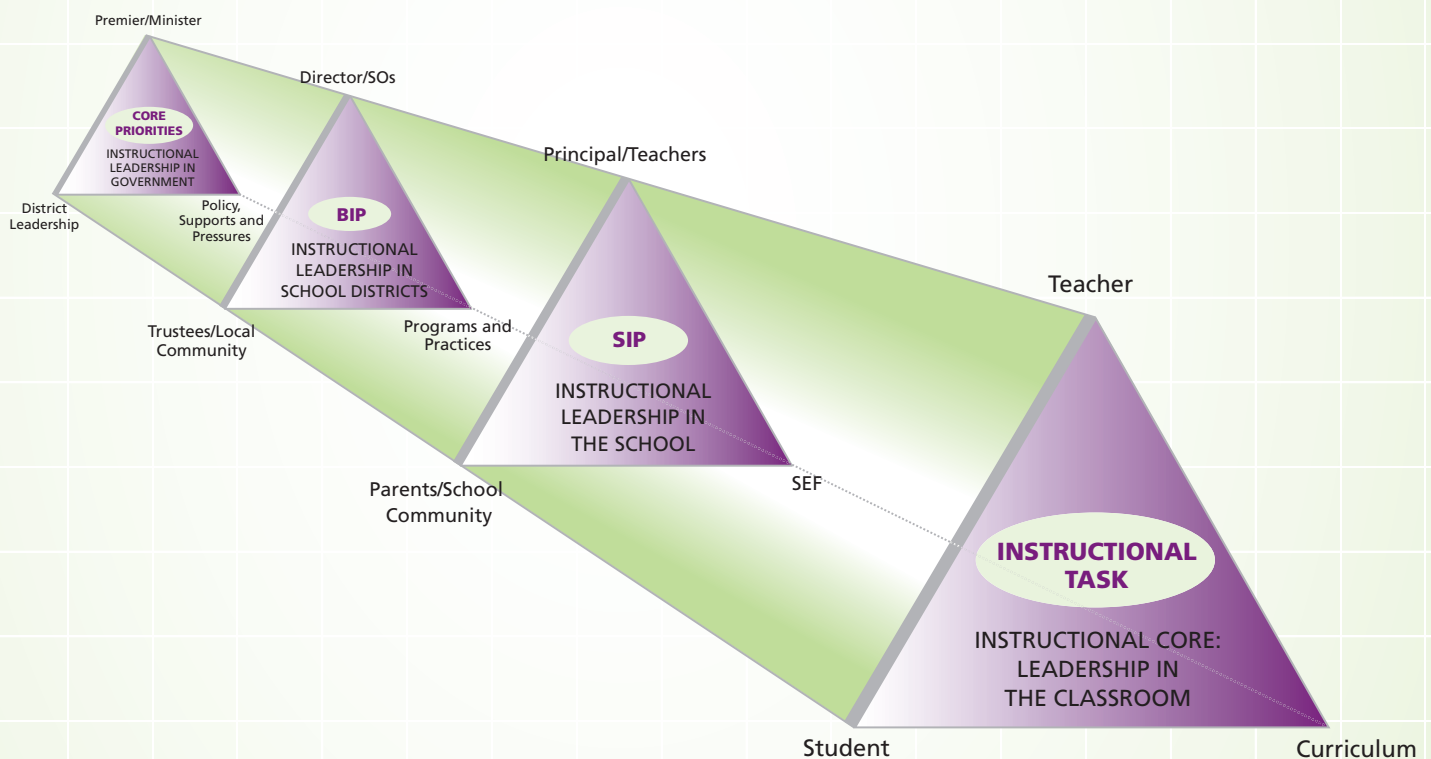 Premier/Minister
CORE
PRIORITIES
INSTRUCTIONAL
LEADERSHIP IN
GOVERNMENT
District
Leadership
Policy,
Supports and
Pressures
Director/SOs
BIP
INSTRUCTIONAL
LEADERSHIP IN
SCHOOL DISTRICTS
Trustees/Local
Community
Programs and
Practices
Principal/Teachers
SIP
INSTRUCTIONAL
LEADERSHIP IN
THE SCHOOL
Parents/School
Community
SEF
Teacher
INSTRUCTIONAL
TASK
INSTRUCTIONAL CORE:
LEADERSHIP IN
THE CLASSROOM
Student
Curriculum